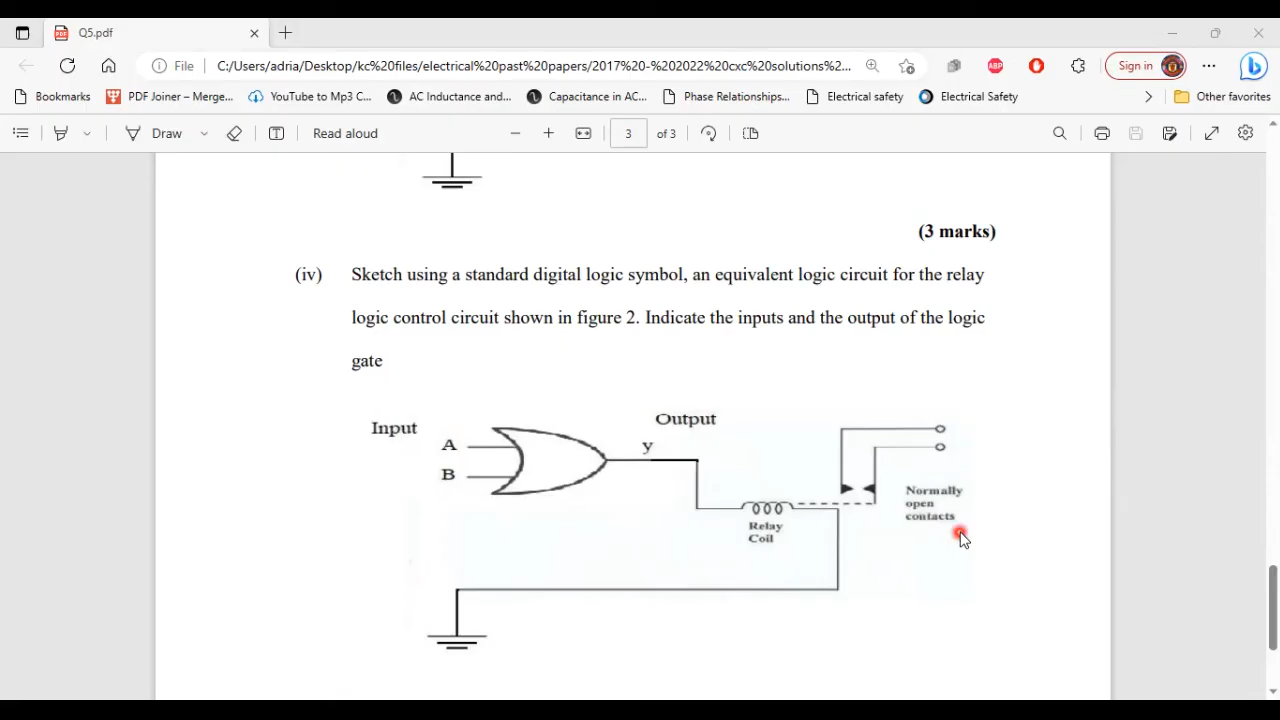 Q5.pdf
File
C:/Users/adria/Desktop/kc%20files/electrical%20past%20papers/2017%20-%202022%20cxc%20solutions%2...
ABP
Sign in
Bookmarks
PDF Joiner – Merge...
YouTube to Mp3 C...
AC Inductance and...
Capacitance in AC...
Phase Relationships...
Electrical safety
Electrical Safety
Other favorites
Draw
Read aloud
3
of 3
(3 marks)
(iv) Sketch using a standard digital logic symbol, an equivalent logic circuit for the relay
logic control circuit shown in figure 2. Indicate the inputs and the output of the logic
gate
Input
Output
A
y
B
Normally
open
contacts
Relay
Coil